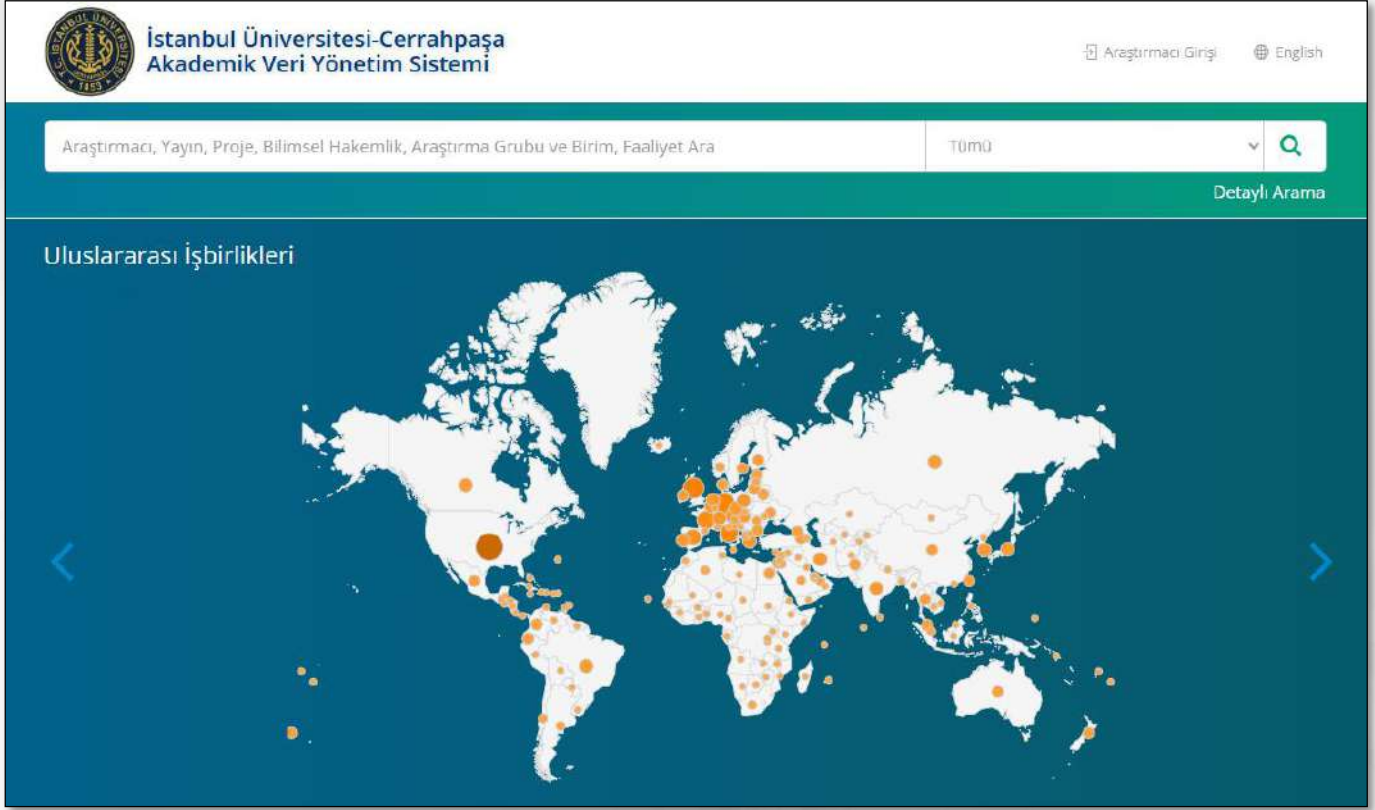 İstanbul Üniversitesi-Cerrahpaşa
Akademik Veri Yönetim Sistemi
Araştırmacı Girişi
English
Araştırmacı, Yayın, Proje, Bilimsel Hakemlik, Araştırma Grubu ve Birim, Faaliyet Ara
Tümü
Detaylı Arama
Uluslararası İşbirlikleri
1453